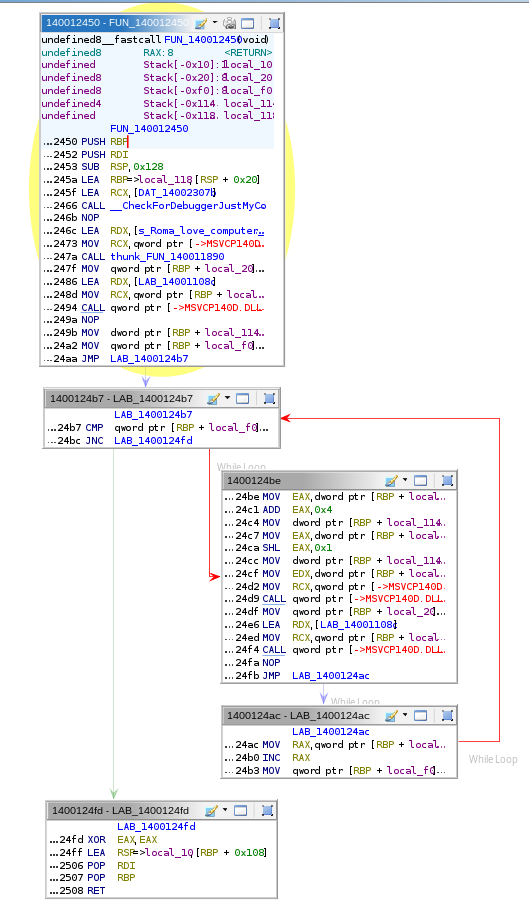 140012450 - FUN_140012450
undefined8 __fastcall FUN_140012450(void)
undefined8 RAX:8 <RETURN>
undefined Stack[-0x10]:1 local_10
undefined8 Stack[-0x20]:8 local_20
undefined8 Stack[-0xf0]:8 local_f0
undefined4 Stack[-0x114 local_114
undefined Stack[-0x118. local_118
FUN_140012450
...2450 PUSH RBP
...2452 PUSH RDI
...2453 SUB RSP,0x128
...245a LEA RBP=>local_118,[RSP + 0x20]
...245f LEA RCX,[DAT_14002307b]
...2466 CALL __CheckForDebuggerJustMyCo
...246b NOP
...246c LEA RDX,[s_Roma_love_computer...
...2473 MOV RCX,qword ptr [->MSVCP140D...
...247a CALL thunk_FUN_140011890
...247f MOV qword ptr [RBP + local_20]...
...2486 LEA RDX,[LAB_14001108c]
...248d MOV RCX,qword ptr [RBP + local...
...2494 CALL qword ptr [->MSVCP140D.DLL...
...249a NOP
...249b MOV dword ptr [RBP + local_114...
...24a2 MOV qword ptr [RBP + local_f0]...
...24aa JMP LAB_1400124b7
1400124b7 - LAB_1400124b7
LAB_1400124b7
...24b7 CMP qword ptr [RBP + local_f0]...
...24bc JNC LAB_1400124fd
WhileLoop
1400124be
...24be MOV EAX,dword ptr [RBP + local...
...24c1 ADD EAX,0x4
...24c4 MOV dword ptr [RBP + local_114...
...24c7 MOV EAX,dword ptr [RBP + local...
...24ca SHL EAX,0x1
...24cc MOV dword ptr [RBP + local_114...
...24cf MOV EDX,dword ptr [RBP + local...
...24d2 MOV RCX,qword ptr [->MSVCP140D...
...24d9 CALL qword ptr [->MSVCP140D.DLL...
...24df MOV qword ptr [RBP + local_20]...
...24e6 LEA RDX,[LAB_14001108c]
...24ed MOV RCX,qword ptr [RBP + local...
...24f4 CALL qword ptr [->MSVCP140D.DLL...
...24fa NOP
...24fb JMP LAB_1400124ac
WhileLoop
1400124ac - LAB_1400124ac
LAB_1400124ac
...24ac MOV RAX,qword ptr [RBP + local...
...24b0 INC RAX
...24b3 MOV qword ptr [RBP + local_f0]...
WhileLoop
1400124fd - LAB_1400124fd
LAB_1400124fd
...24fd XOR EAX,EAX
...24ff LEA RSP=>local_10,[RBP + 0x108]
...2506 POP RDI
...2507 POP RBP
...2508 RET